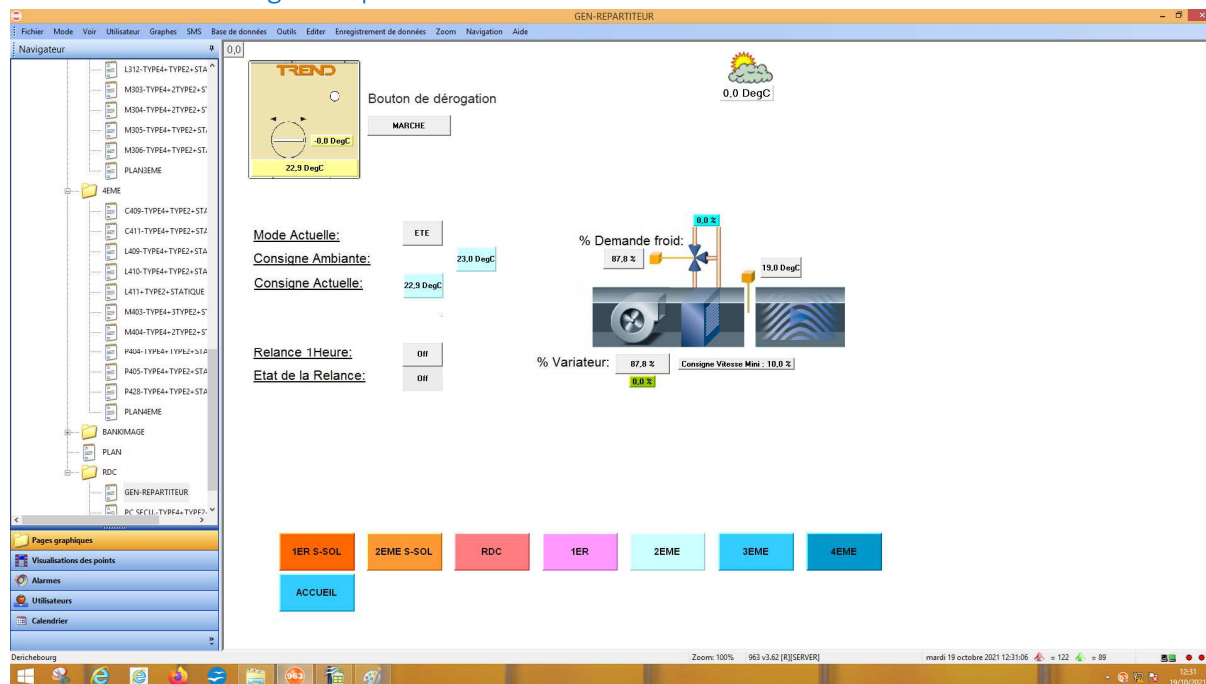 GEN-REPARTITEUR
Fichier Mode Voir Utilisateur Graphes SMS Base de données Outils Editer Enregistrement de données Zoom Navigation Aide
Navigateur
0,0
L312-TYPE4+TYPE2+STA
M303-TYPE4+2TYPE2+S
M304-TYPE4+2TYPE2+S
M305-TYPE4+TYPE2+ST
M306-TYPE4+TYPE2+ST
PLAN3EME
4EME
C409-TYPE4+TYPE2+STA
C411-TYPE4+TYPE2+STA
L409-TYPE4+TYPE2+STA
L410-TYPE4+TYPE2+STA
L411+TYPE2+STATIQUE
M403-TYPE4+3TYPE2+S
M404-TYPE4+2TYPE2+S
P404-TYPE4+TYPE2+STA
P405-TYPE4+TYPE2+STA
P428-TYPE4+TYPE2+STA
PLAN4EME
BANKIMAGE
PLAN
RDC
GEN-REPARTITEUR
PC SECU.-TYPE4+TYPE2-
Pages graphiques
Visualisations des points
Alarmes
Utilisateurs
Calendrier
TREND
-0,0 DegC
22,9 DegC
Bouton de dérogation
MARCHE
0,0 DegC
Mode Actuelle:
ETE
Consigne Ambiante:
23,0 DegC
Consigne Actuelle:
22,9 DegC
Relance 1Heure:
Off
Etat de la Relance:
Off
0,0 %
% Demande froid:
87,8 %
19,0 DegC
% Variateur:
87,8 %
Consigne Vitesse Mini : 10,0 %
0,0 %
1ER S-SOL
2EME S-SOL
RDC
1ER
2EME
3EME
4EME
ACCUEIL
Derichebourg
Zoom: 100%
963 v3.62 [R][SERVER]
mardi 19 octobre 2021 12:31:06
= 122
= 89
963
12:31
19/10/2021